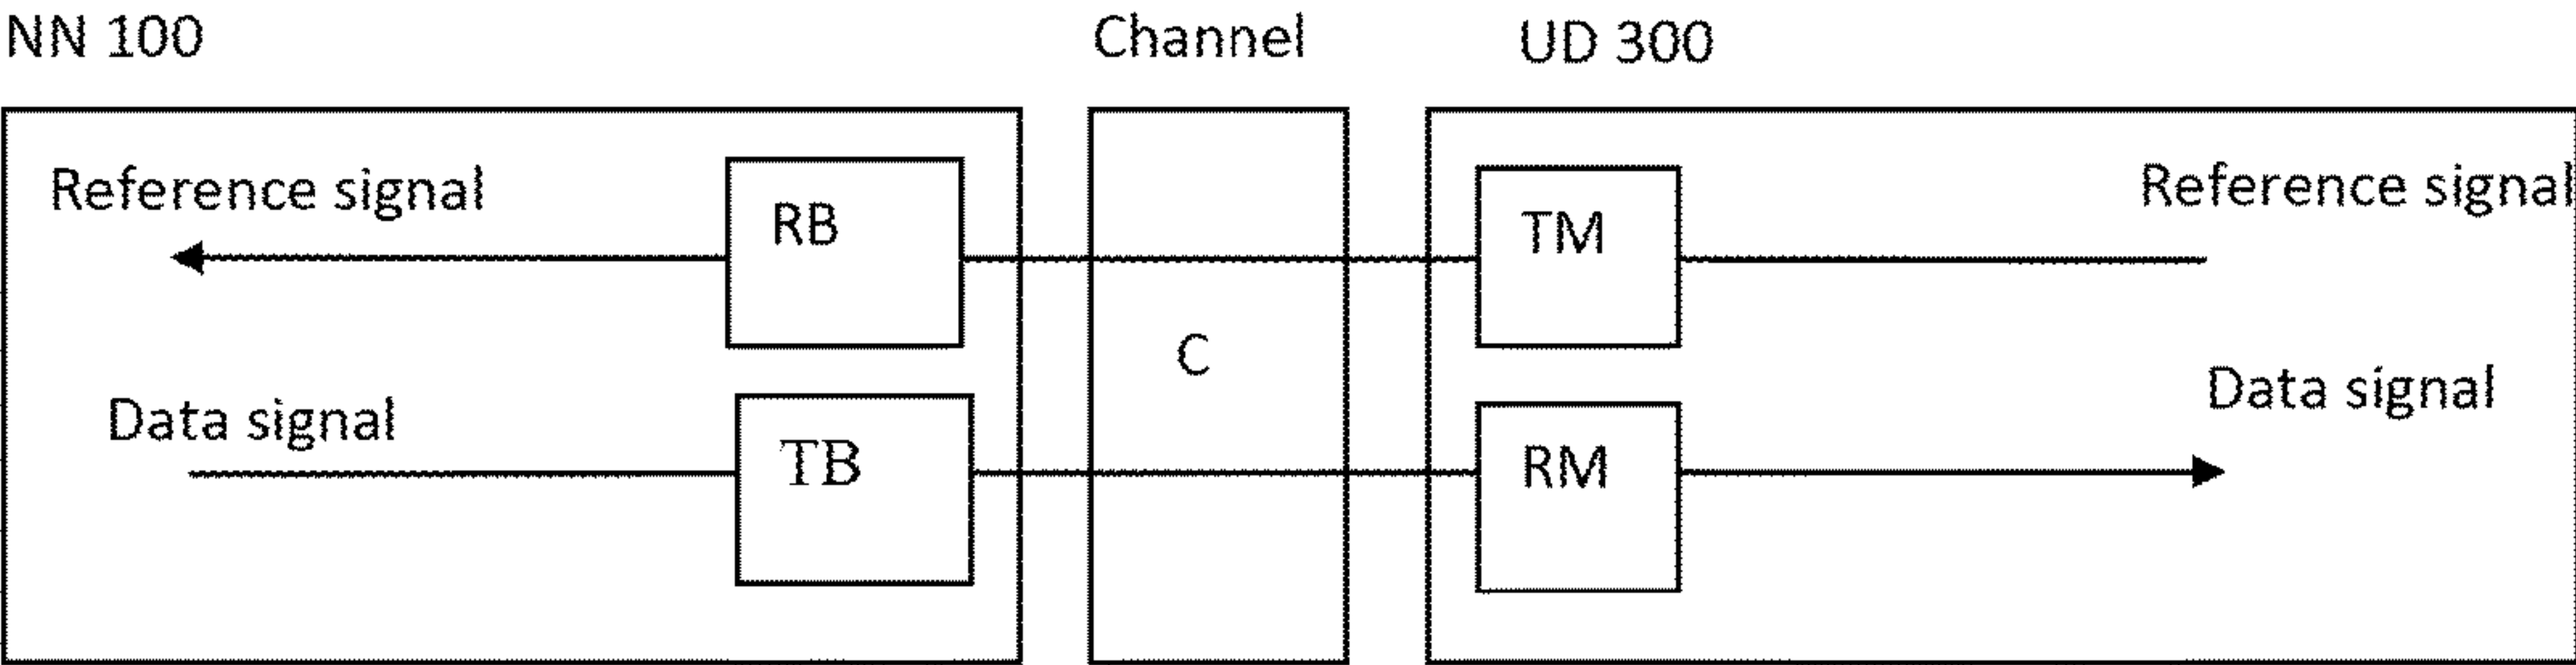 NN 100
Channel
UD 300
Reference signal
RB
TM
Reference signal
C
Data signal
TB
RM
Data signal